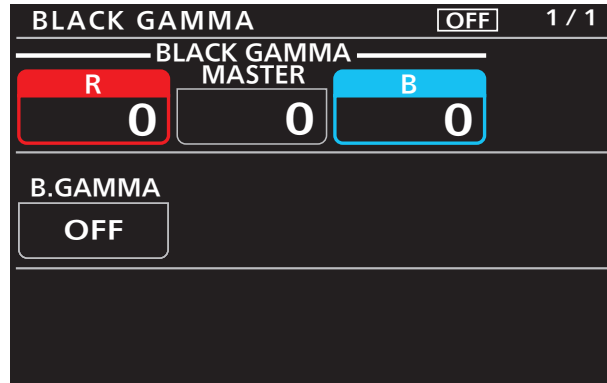 BLACK GAMMA OFF 1 / 1
BLACK GAMMA
R MASTER B
0 0 0
B.GAMMA
OFF